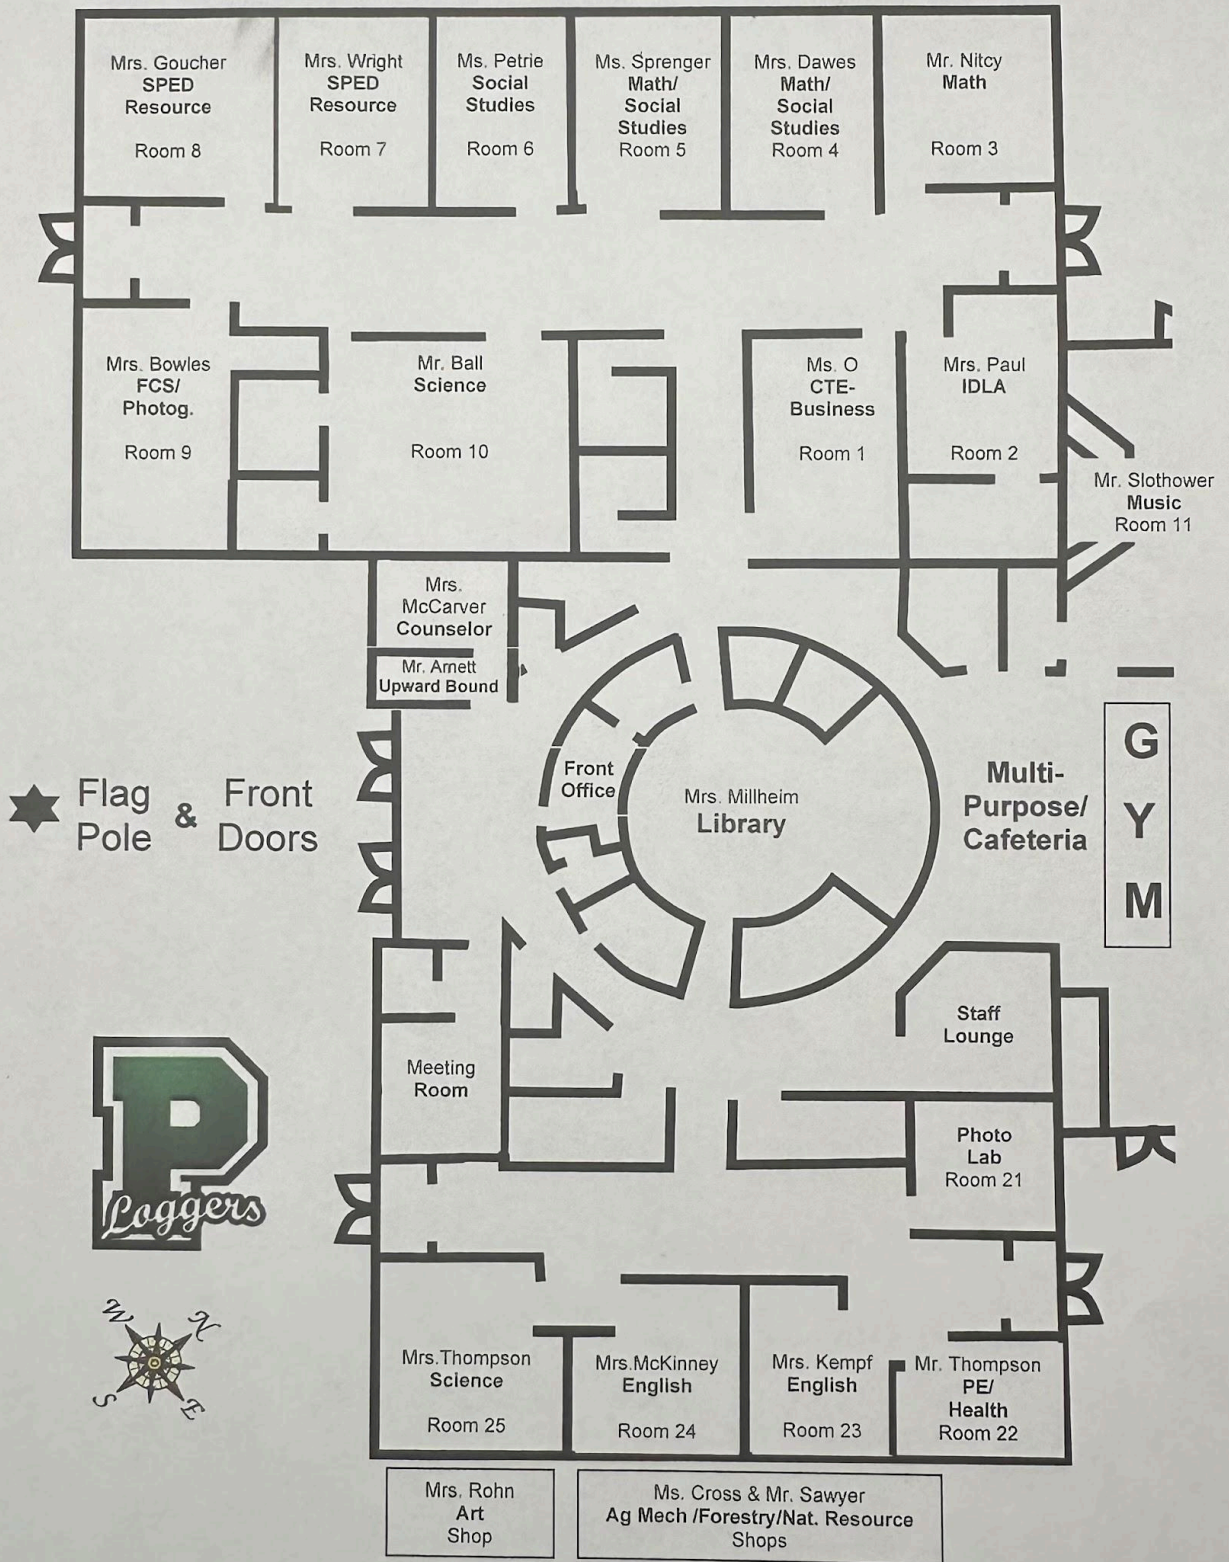 Mrs. Goucher
SPED
Resource
Room 8
Mrs. Wright
SPED
Resource
Room 7
Ms. Petrie
Social
Studies
Room 6
Ms. Sprenger
Math/
Social
Studies
Room 5
Mrs. Dawes
Math/
Social
Studies
Room 4
Mr. Nitcy
Math
Room 3
Mrs. Bowles
FCS/
Photog.
Room 9
Mr. Ball
Science
Room 10
Ms. O
CTE-
Business
Room 1
Mrs. Paul
IDLA
Room 2
Mr. Slothower
Music
Room 11
Mrs.
McCarver
Counselor
Mr. Arnett
Upward Bound
Flag
Pole
&
Front
Doors
Front
Office
Mrs. Millheim
Library
Multi-
Purpose/
Cafeteria
G
Y
M
Staff
Lounge
Meeting
Room
Photo
Lab
Room 21
P
Loggers
W
N
S
E
Mrs.Thompson
Science
Room 25
Mrs.McKinney
English
Room 24
Mrs. Kempf
English
Room 23
Mr. Thompson
PE/
Health
Room 22
Mrs. Rohn
Art
Shop
Ms. Cross & Mr. Sawyer
Ag Mech /Forestry/Nat. Resource
Shops